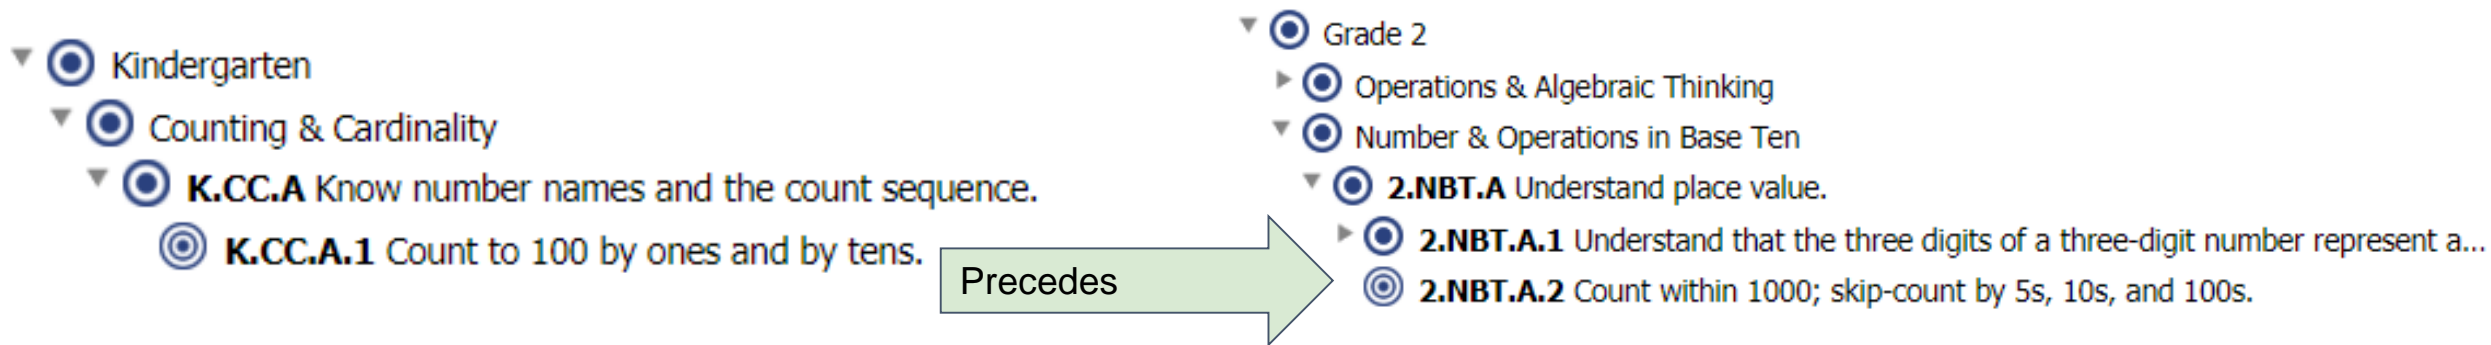 Kindergarten
Counting & Cardinality
K.CC.A Know number names and the count sequence.
K.CC.A.1 Count to 100 by ones and by tens.
Precedes
Grade 2
Operations & Algebraic Thinking
Number & Operations in Base Ten
2.NBT.A Understand place value.
2.NBT.A.1 Understand that the three digits of a three-digit number represent a...
2.NBT.A.2 Count within 1000; skip-count by 5s, 10s, and 100s.